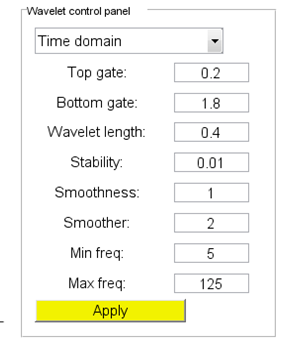 Wavelet control panel
Time domain
Top gate: 0.2
Bottom gate: 1.8
Wavelet length: 0.4
Stability: 0.01
Smoothness: 1
Smoother: 2
Min freq: 5
Max freq: 125
Apply